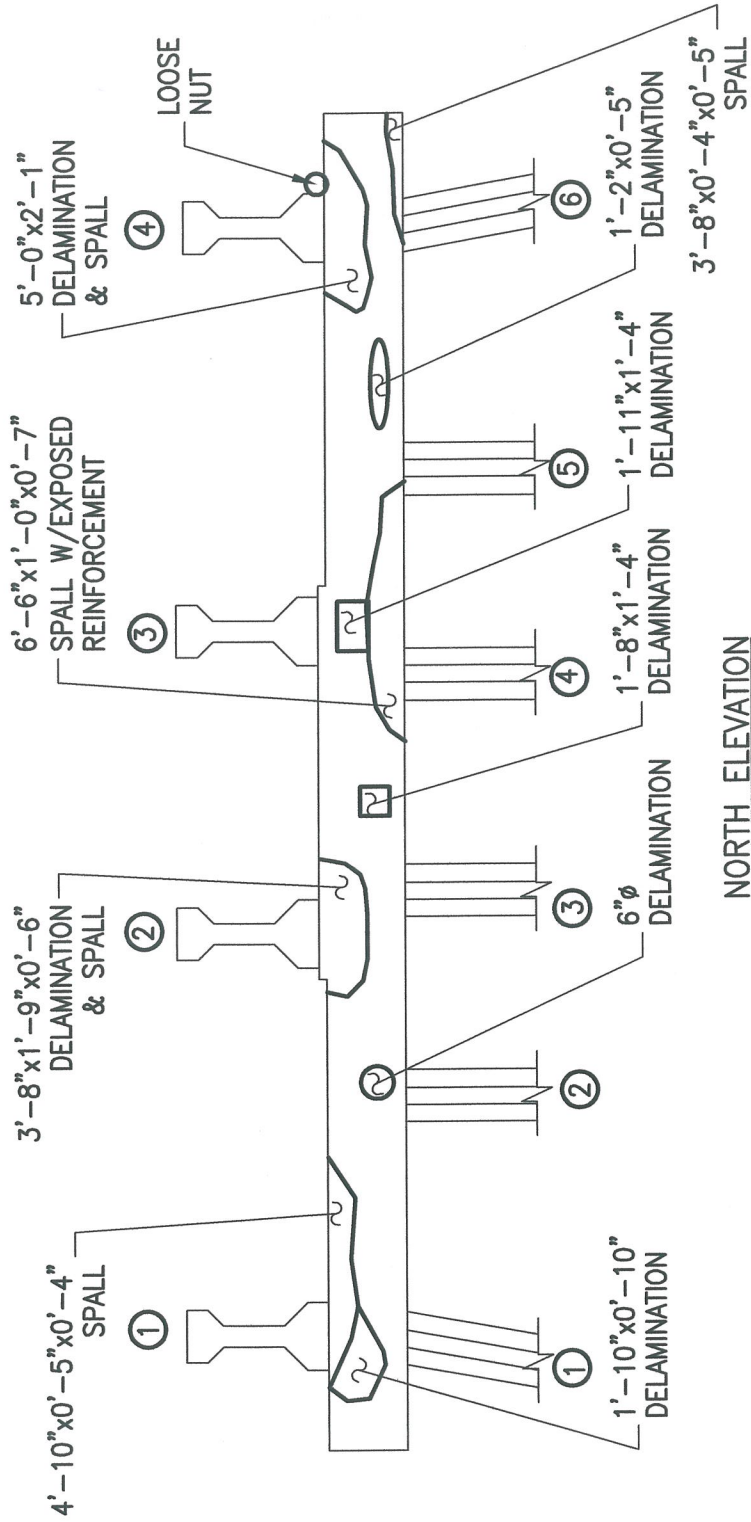 4'-10"x0'-5"x0'-4"
SPALL
3'-8"x1'-9"x0'-6"
DELAMINATION
& SPALL
6'-6"x1'-0"x0'-7"
SPALL W/EXPOSED
REINFORCEMENT
5'-0"x2'-1"
DELAMINATION
& SPALL
LOOSE
NUT
1
2
3
4
1
2
3
4
5
6
1'-10"x0'-10"
DELAMINATION
6"ø
DELAMINATION
1'-8"x1'-4"
DELAMINATION
1'-11"x1'-4"
DELAMINATION
1'-2"x0'-5"
DELAMINATION
3'-8"x0'-4"x0'-5"
SPALL
NORTH ELEVATION